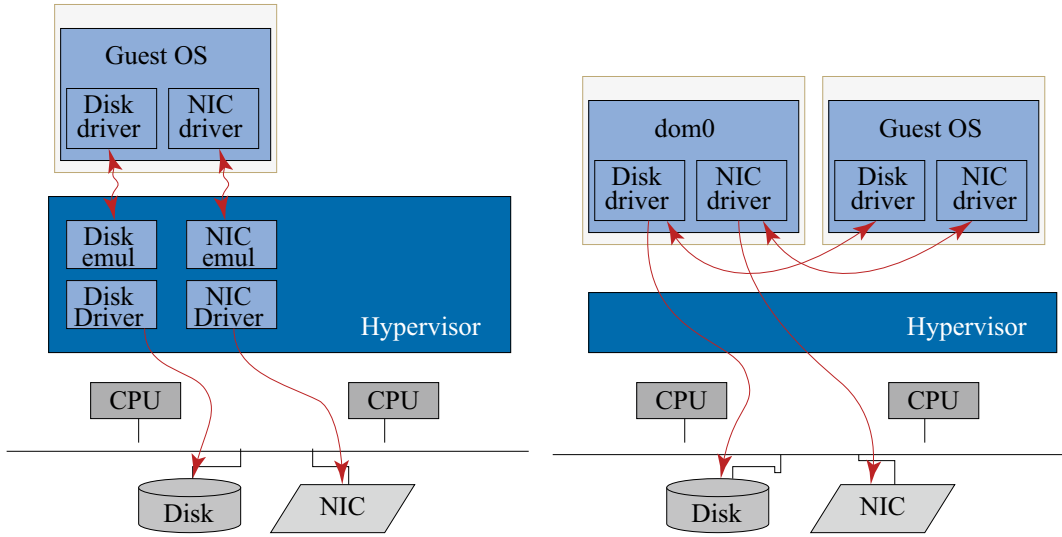 Guest OS
Disk
driver
NIC
driver
Disk
emul
NIC
emul
Disk
Driver
NIC
Driver
Hypervisor
CPU
CPU
Disk
NIC
dom0
Disk
driver
NIC
driver
Guest OS
Disk
driver
NIC
driver
Hypervisor
CPU
CPU
Disk
NIC